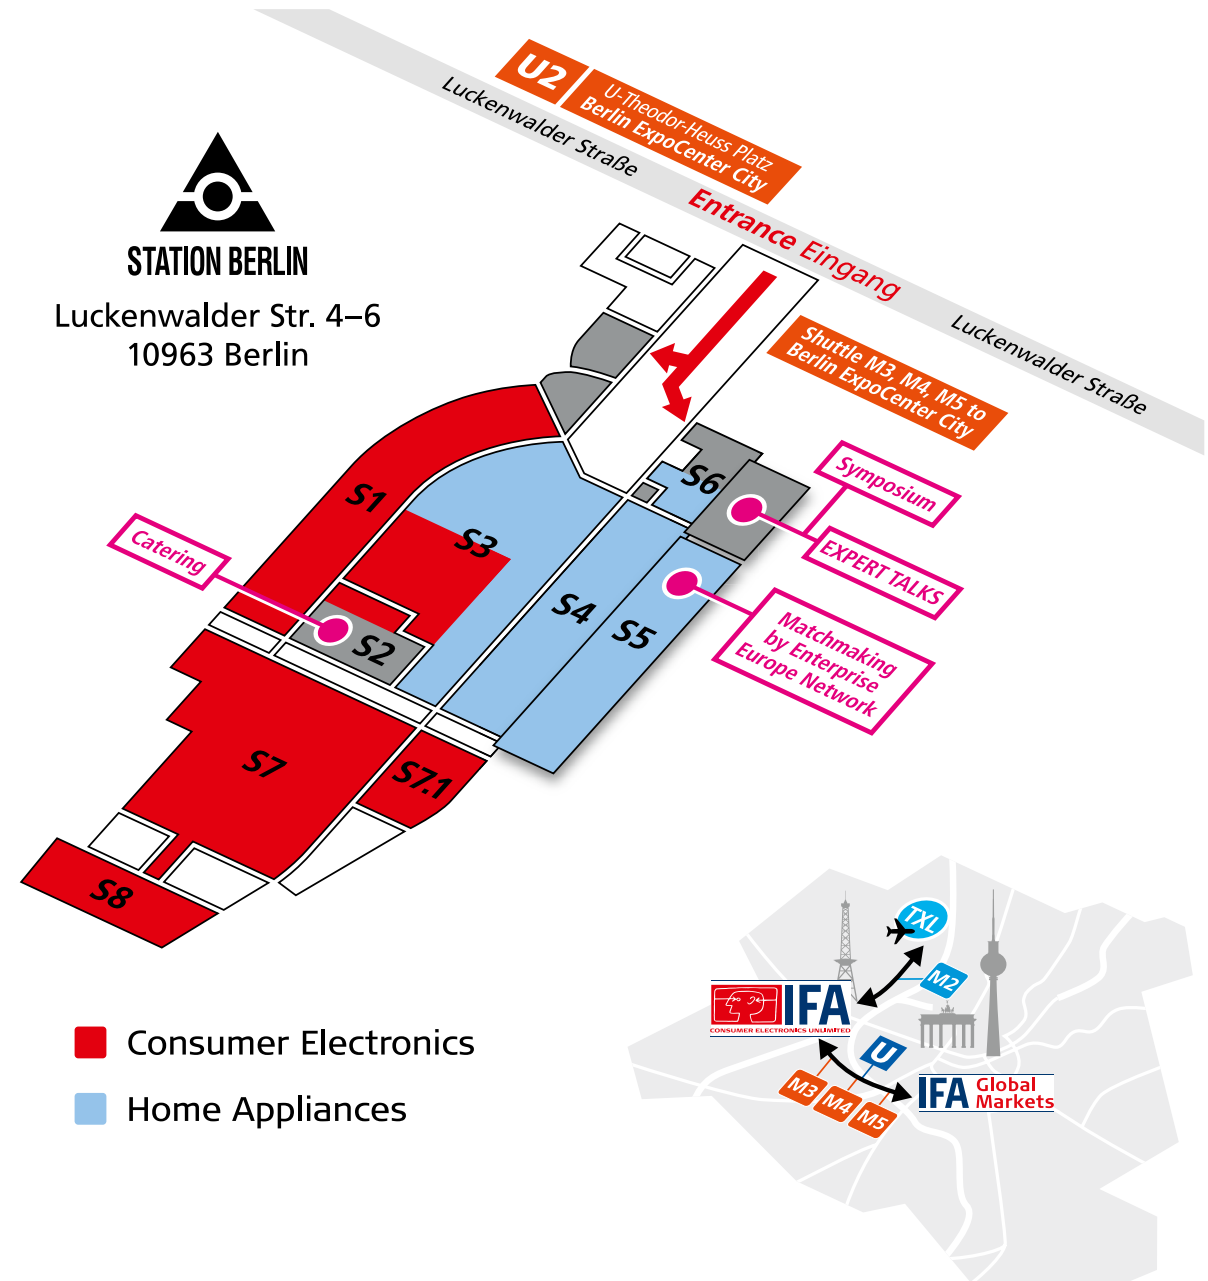 U2
U-Theodor-Heuss Platz
Berlin ExpoCenter City
Luckenwalder Straße
Entrance Eingang
Luckenwalder Straße
STATION BERLIN
Luckenwalder Str. 4–6
10963 Berlin
Shuttle M3, M4, M5 to
Berlin ExpoCenter City
Symposium
EXPERT TALKS
Matchmaking
by Enterprise
Europe Network
Catering
S1
S6
S3
S4
S5
S2
S7
S7.1
S8
Consumer Electronics
Home Appliances
TXL
M2
IFA
CONSUMER ELECTRONICS UNLIMITED
U
M3
M4
M5
IFA Global
Markets